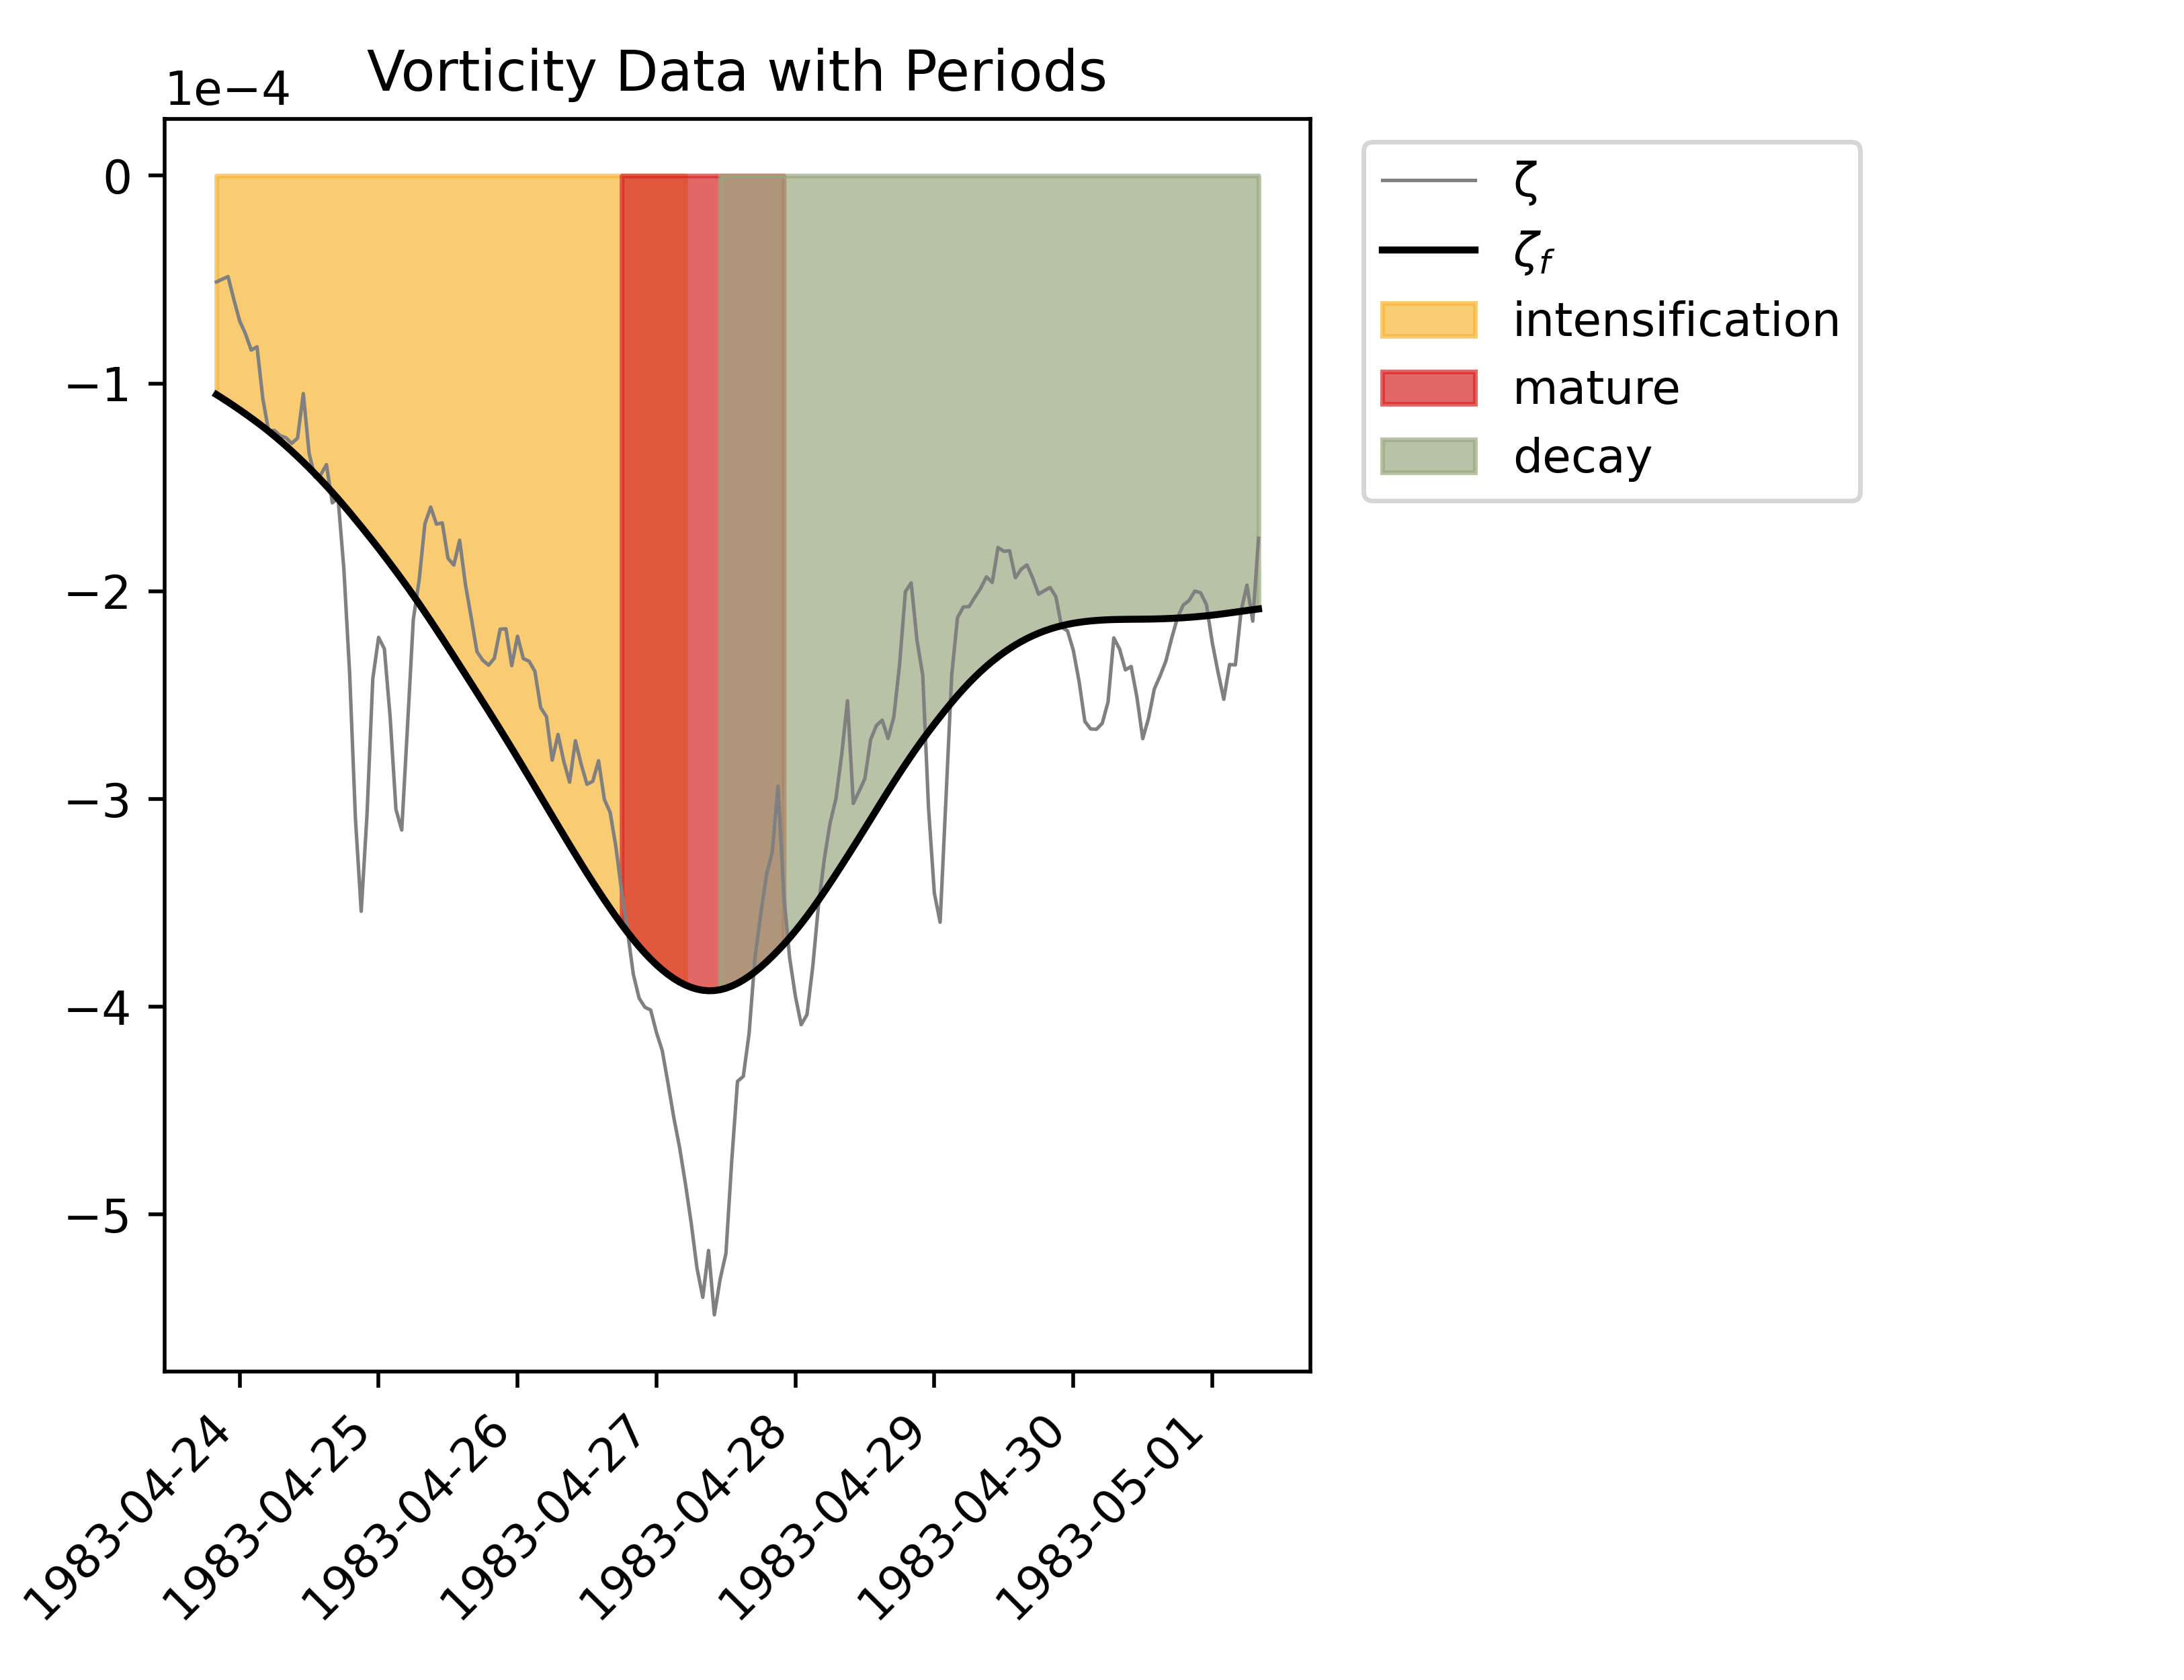 Vorticity Data with Periods
1e−4
0
−1
−2
−3
−4
−5
1983-04-24
1983-04-25
1983-04-26
1983-04-27
1983-04-28
1983-04-29
1983-04-30
1983-05-01
ζ
ζf
intensification
mature
decay